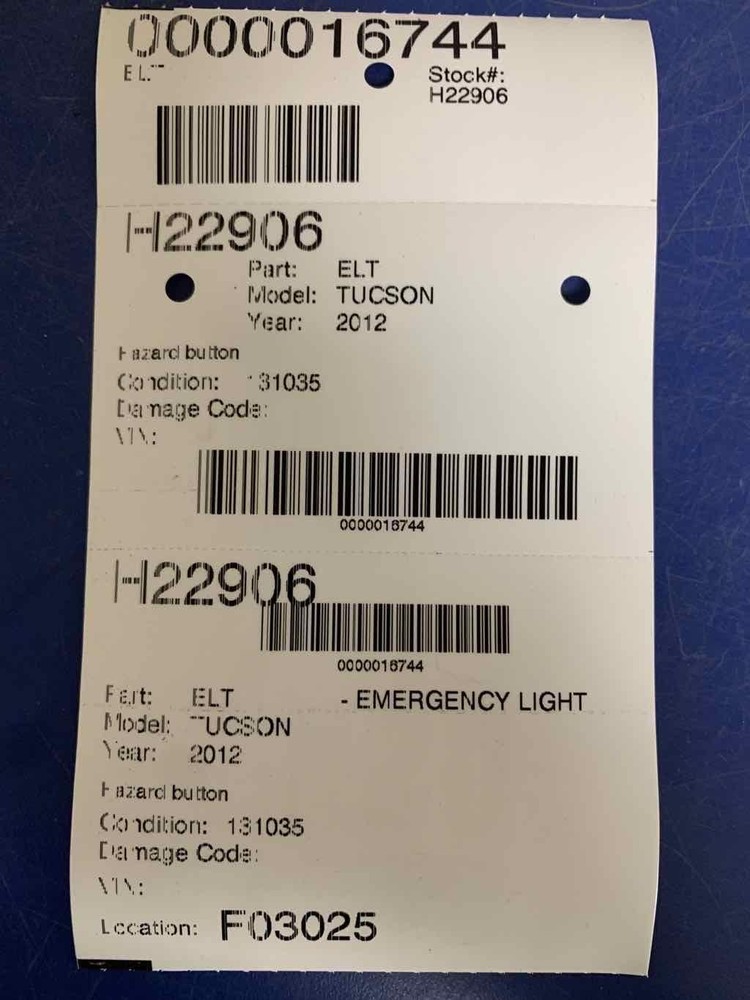 0000016744
ELT
Stock#:
H22906
H22906
Part: ELT
Model: TUCSON
Year: 2012
Hazard button
Condition: 131035
Damage Code:
VIN:
0000016744
H22906
0000016744
Part: ELT - EMERGENCY LIGHT
Model: TUCSON
Year: 2012
Hazard button
Condition: 131035
Damage Code:
VIN:
Location: F03025